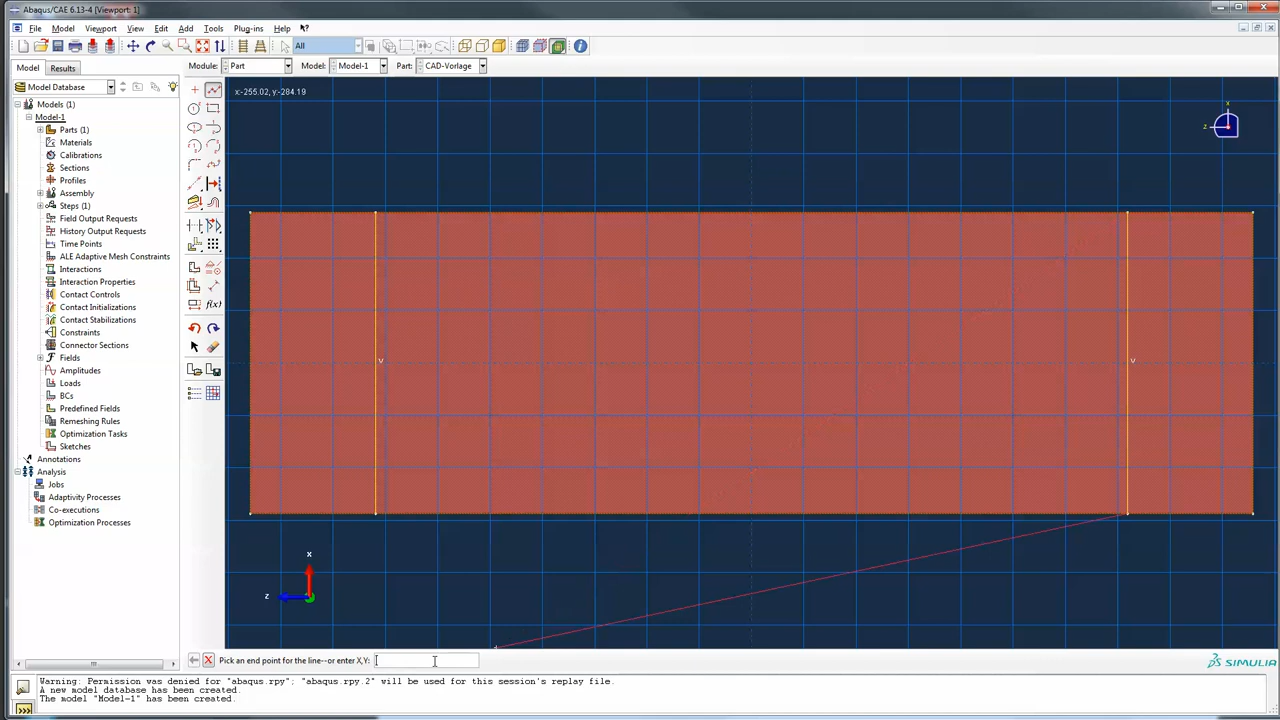 Abaqus/CAE 6.13-4 [Viewport: 1]
File Model Viewport View Edit Add Tools Plug-ins Help
All
Model Results Module: Part Model: Model-1 Part: CAD-Vorlage
Model Database
x:-255.02, y:-284.19
Models (1)
Model-1
Parts (1)
Materials
Calibrations
Sections
Profiles
Assembly
Steps (1)
Field Output Requests
History Output Requests
Time Points
ALE Adaptive Mesh Constraints
Interactions
Interaction Properties
Contact Controls
Contact Initializations
Contact Stabilizations
Constraints
Connector Sections
Fields
Amplitudes
Loads
BCs
Predefined Fields
Remeshing Rules
Optimization Tasks
Sketches
Annotations
Analysis
Jobs
Adaptivity Processes
Co-executions
Optimization Processes
f(x)
x
z
V V
x
z
Pick an end point for the line--or enter X,Y:
SIMULIA
Warning: Permission was denied for "abaqus.rpy"; "abaqus.rpy.2" will be used for this session's replay file.
A new model database has been created.
The model "Model-1" has been created.
>>>